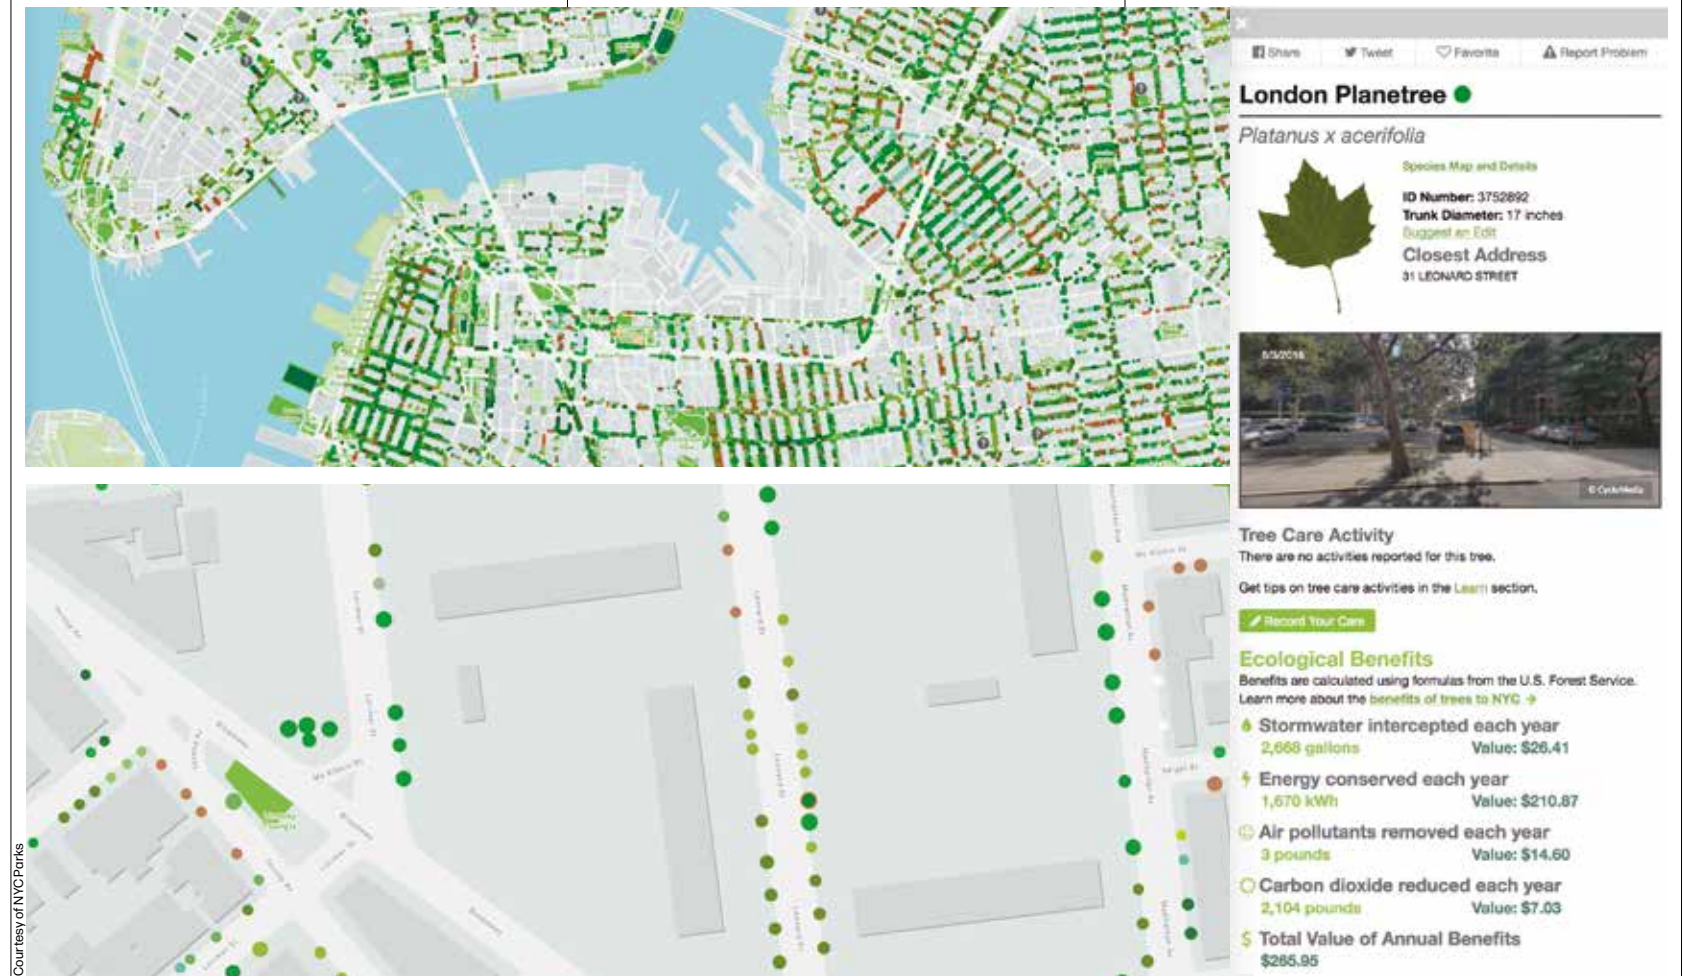 Share
Tweet
Favorite
Report Problem
London Planetree
Platanus x acerifolia
Species Map and Details
ID Number: 3752892
Trunk Diameter: 17 inches
Suggest an Edit
Closest Address
31 LEONARD STREET
© CycloMedia
Tree Care Activity
There are no activities reported for this tree.
Get tips on tree care activities in the Learn section.
Record Your Care
Ecological Benefits
Benefits are calculated using formulas from the U.S. Forest Service.
Learn more about the benefits of trees to NYC →
Stormwater intercepted each year
2,668 gallons Value: $26.41
Energy conserved each year
1,670 kWh Value: $210.87
Air pollutants removed each year
3 pounds Value: $14.60
Carbon dioxide reduced each year
2,104 pounds Value: $7.03
$ Total Value of Annual Benefits
$265.95
Leonard St
Broadway
Courtesy of NYC Parks